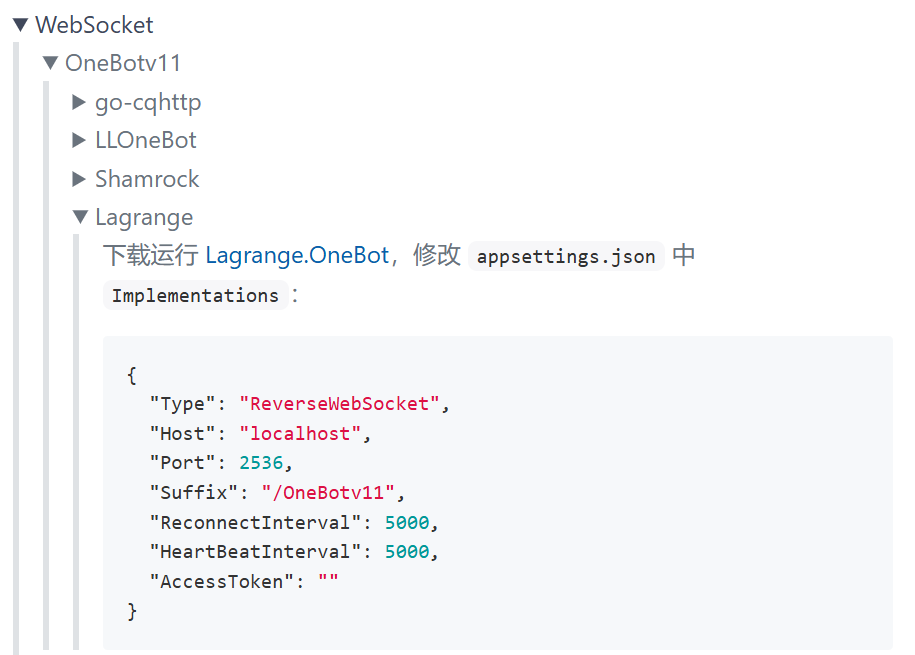 WebSocket
OneBotv11
go-cqhttp
LLOneBot
Shamrock
Lagrange
下载运行 Lagrange.OneBot，修改 appsettings.json 中
Implementations：
{
  "Type": "ReverseWebSocket",
  "Host": "localhost",
  "Port": 2536,
  "Suffix": "/OneBotv11",
  "ReconnectInterval": 5000,
  "HeartBeatInterval": 5000,
  "AccessToken": ""
}